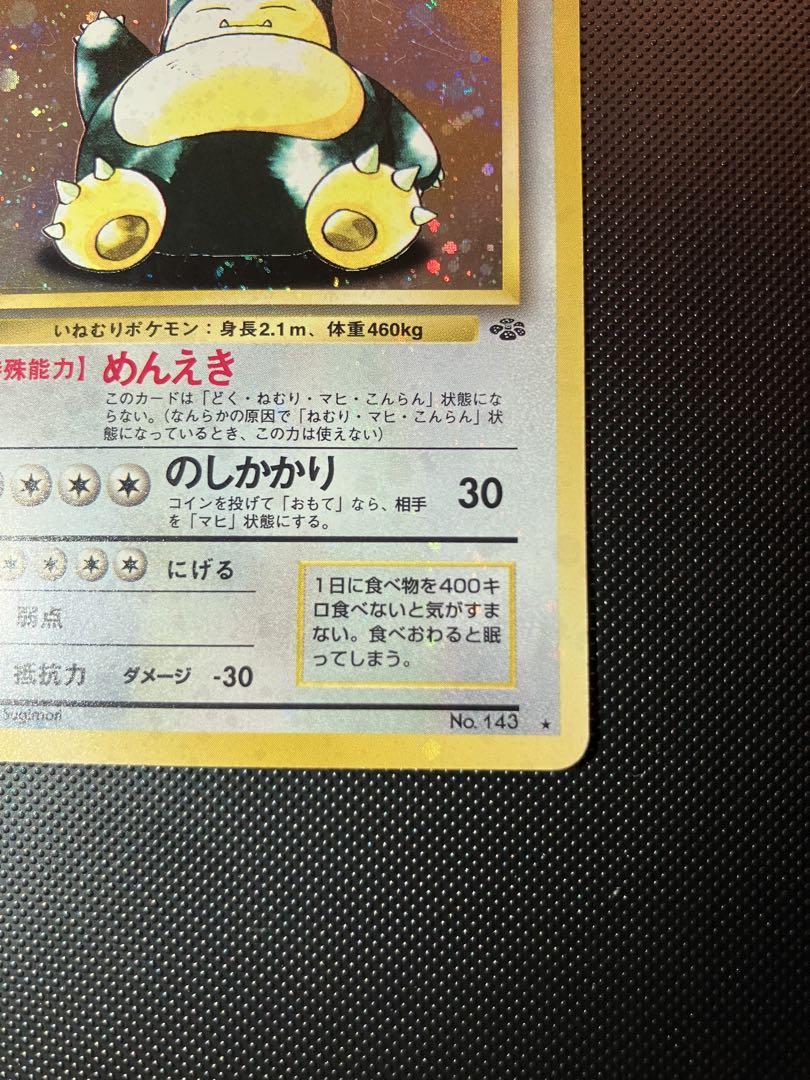 いねむりポケモン：身長2.1m、体重460kg
殊能力】めんえき
このカードは「どく・ねむり・マヒ・こんらん」状態にな
らない。（なんらかの原因で「ねむり・マヒ・こんらん」状
態になっているとき、この力は使えない）
のしかかり 30
コインを投げて「おもて」なら、相手
を「マヒ」状態にする。
にげる
弱点
抵抗力 ダメージ -30
1日に食べ物を400キ
ロ食べないと気がすま
ない。食べおわると眠
ってしまう。
Sugimori
No. 143 ★